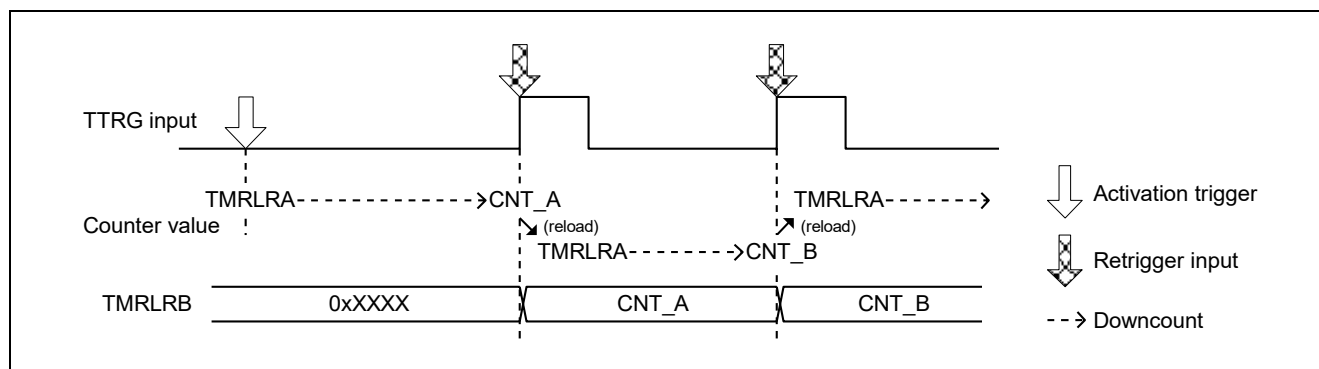 TTRG input
TMRLRA CNT_A TMRLRA
Activation trigger
Counter value (reload) (reload)
TMRLRA CNT_B
Retrigger input
TMRLRB 0xXXXX CNT_A CNT_B
Downcount